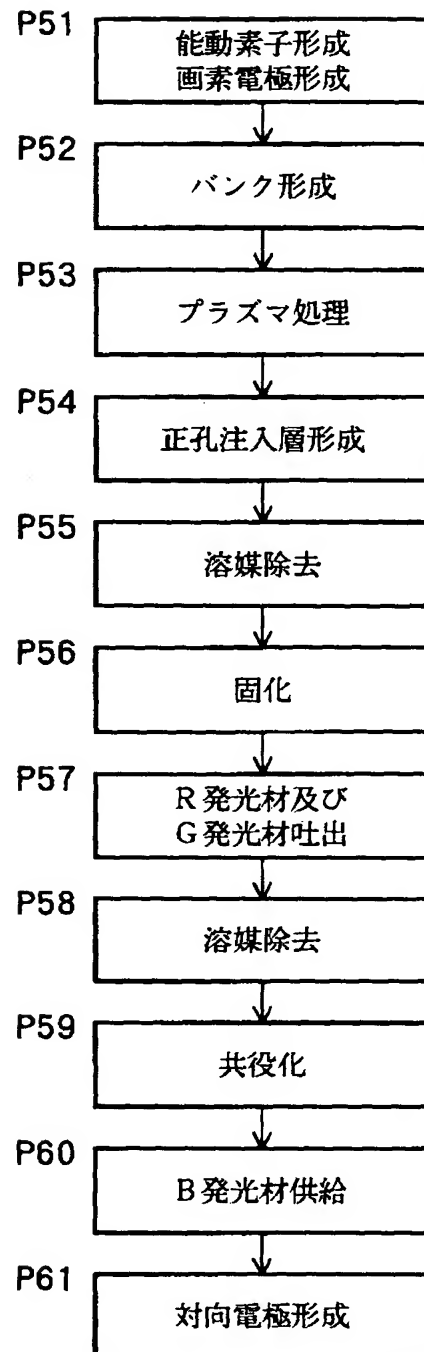 P51
能動素子形成
画素電極形成
P52
バンク形成
P53
プラズマ処理
P54
正孔注入層形成
P55
溶媒除去
P56
固化
P57
R発光材及び
G発光材吐出
P58
溶媒除去
P59
共役化
P60
B発光材供給
P61
対向電極形成